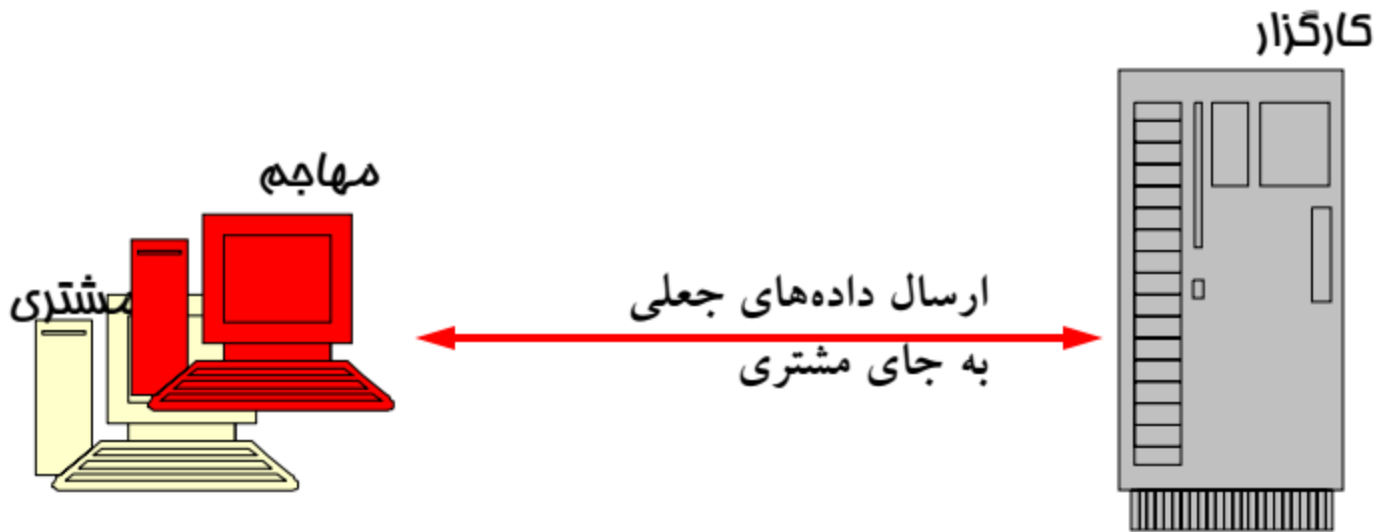 کارگزار
مهاجم
مشتری
ارسال داده‌های جعلی
به جای مشتری